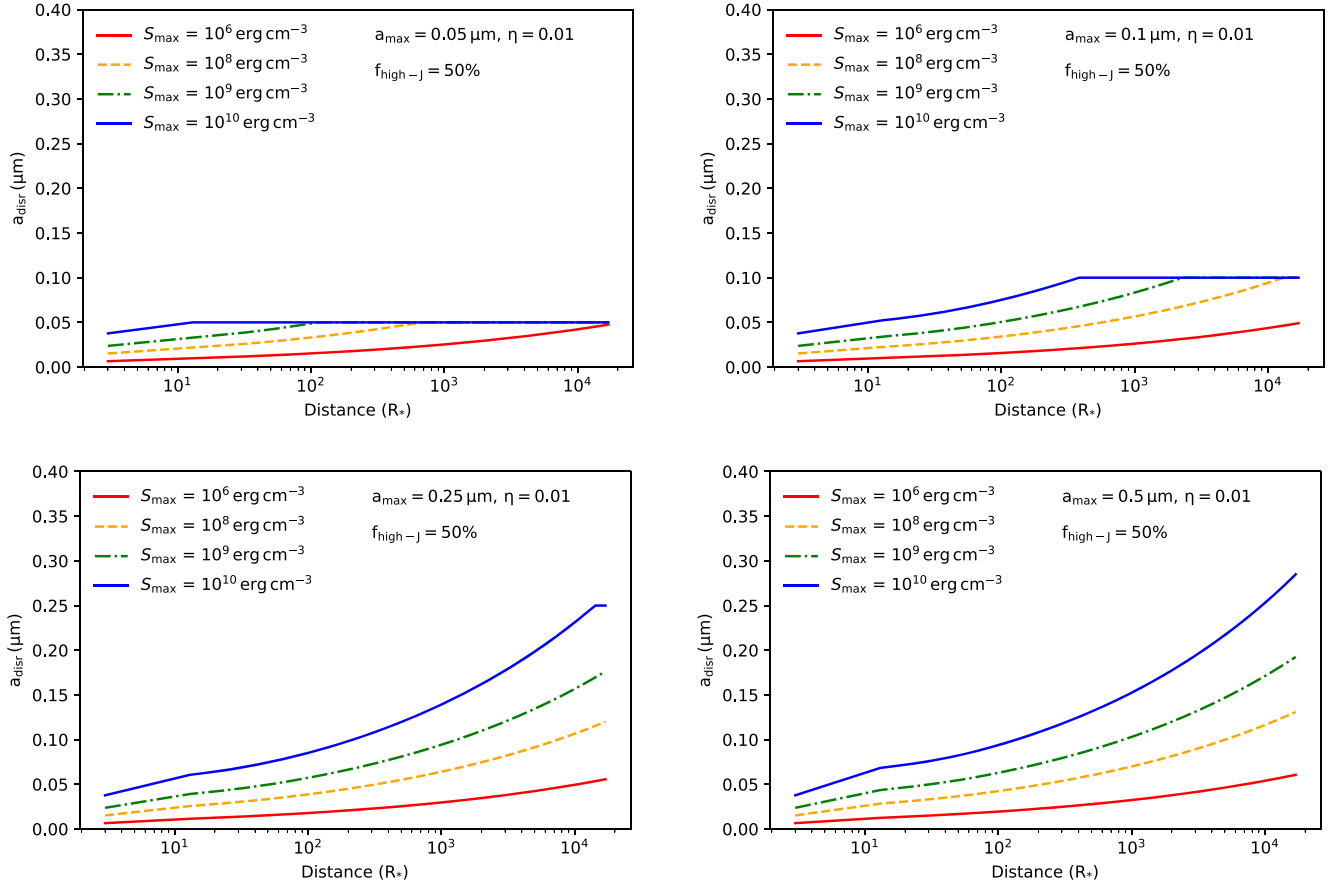 0.40
0.35
0.30
0.25
0.20
0.15
0.10
0.05
0.00
a_disr (μm)
S_max = 10^6 erg cm^−3
S_max = 10^8 erg cm^−3
S_max = 10^9 erg cm^−3
S_max = 10^10 erg cm^−3
a_max = 0.05 μm, η = 0.01
f_high−J = 50%
10^1 10^2 10^3 10^4
Distance (R_*)
0.40
0.35
0.30
0.25
0.20
0.15
0.10
0.05
0.00
a_disr (μm)
S_max = 10^6 erg cm^−3
S_max = 10^8 erg cm^−3
S_max = 10^9 erg cm^−3
S_max = 10^10 erg cm^−3
a_max = 0.1 μm, η = 0.01
f_high−J = 50%
10^1 10^2 10^3 10^4
Distance (R_*)
0.40
0.35
0.30
0.25
0.20
0.15
0.10
0.05
0.00
a_disr (μm)
S_max = 10^6 erg cm^−3
S_max = 10^8 erg cm^−3
S_max = 10^9 erg cm^−3
S_max = 10^10 erg cm^−3
a_max = 0.25 μm, η = 0.01
f_high−J = 50%
10^1 10^2 10^3 10^4
Distance (R_*)
0.40
0.35
0.30
0.25
0.20
0.15
0.10
0.05
0.00
a_disr (μm)
S_max = 10^6 erg cm^−3
S_max = 10^8 erg cm^−3
S_max = 10^9 erg cm^−3
S_max = 10^10 erg cm^−3
a_max = 0.5 μm, η = 0.01
f_high−J = 50%
10^1 10^2 10^3 10^4
Distance (R_*)